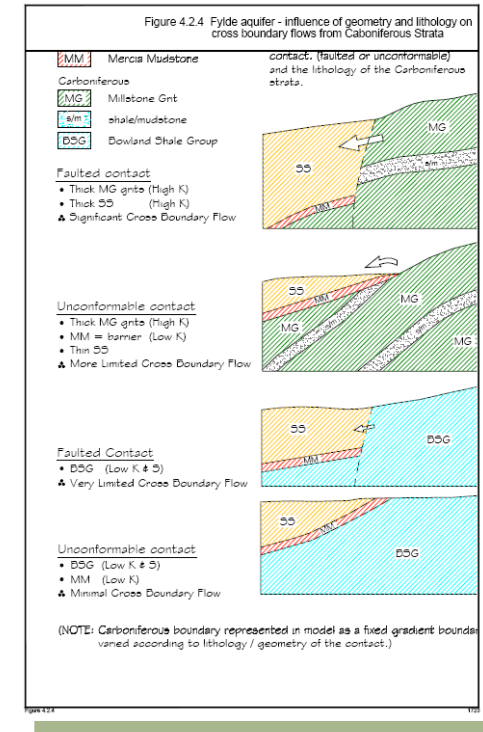 Figure 4.2.4 Fylde aquifer - influence of geometry and lithology on
cross boundary flows from Caboniferous Strata
MM Mercia Mudstone
contact. (faulted or unconformable)
and the lithology of the Carboniferous
strata.
Carboniferous
MG Millstone Grit
s/m shale/mudstone
BSG Bowland Shale Group
MG
SS
s/m
MM
Faulted contact
• Thick MG grits (High K)
• Thick SS (High K)
∴ Significant Cross Boundary Flow
SS
MM
MG
MG
s/m
s/m
MG
Unconformable contact
• Thick MG grits (High K)
• MM = barrier (Low K)
• Thin SS
∴ More Limited Cross Boundary Flow
SS
BSG
MM
Faulted Contact
• BSG (Low K & S)
∴ Very Limited Cross Boundary Flow
SS
MM
BSG
Unconformable contact
• BSG (Low K & S)
• MM (Low K)
∴ Minimal Cross Boundary Flow
(NOTE: Carboniferous boundary represented in model as a fixed gradient boundar
varied according to lithology / geometry of the contact.)
Figure 4.2.4